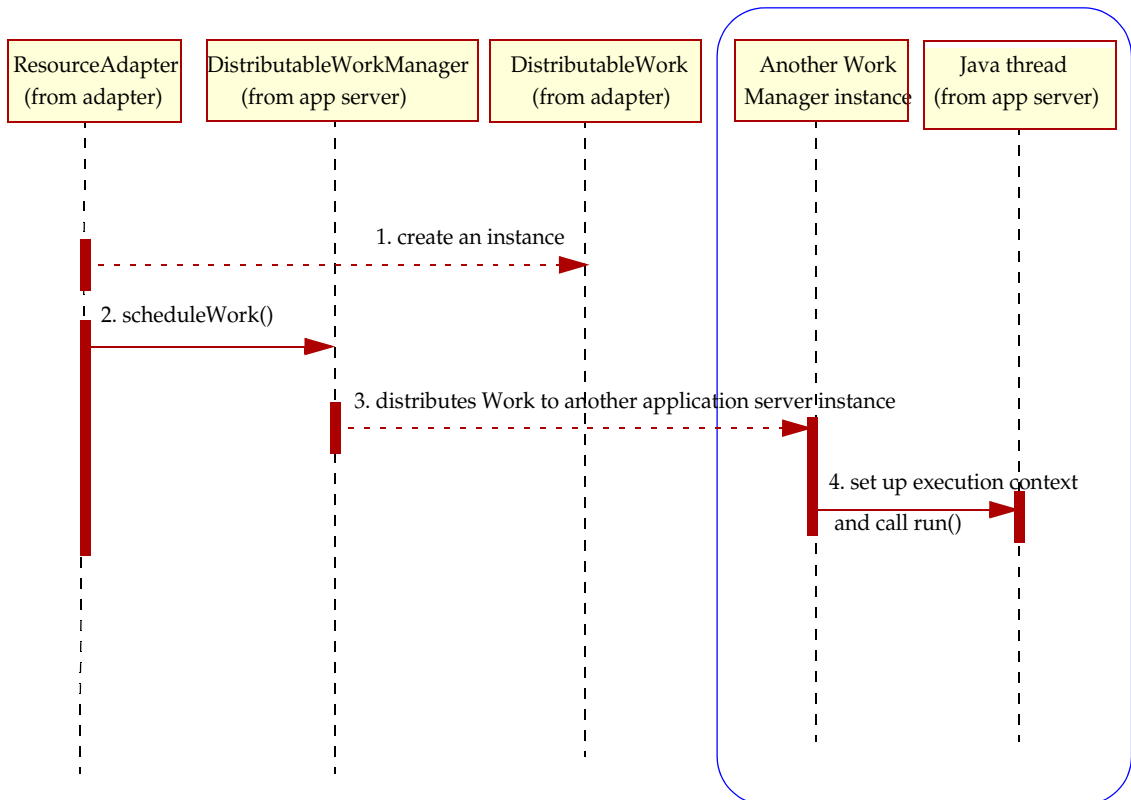 ResourceAdapter
(from adapter)
DistributableWorkManager
(from app server)
DistributableWork
(from adapter)
Another Work
Manager instance
Java thread
(from app server)
1. create an instance
2. scheduleWork()
3. distributes Work to another application server instance
4. set up execution context
and call run()